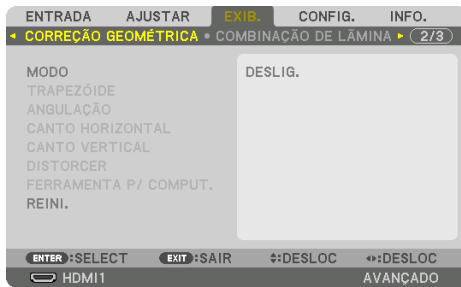 ENTRADA AJUSTAR EXIB. CONFIG. INFO.
CORREÇÃO GEOMÉTRICA • COMBINAÇÃO DE LÂMINA 2/3
MODO DESLIG.
TRAPEZÓIDE
ANGULAÇÃO
CANTO HORIZONTAL
CANTO VERTICAL
DISTORCER
FERRAMENTA P/ COMPUT.
REINI.
ENTER :SELECT EXIT :SAIR :DESLOC :DESLOC
HDMI1 AVANÇADO